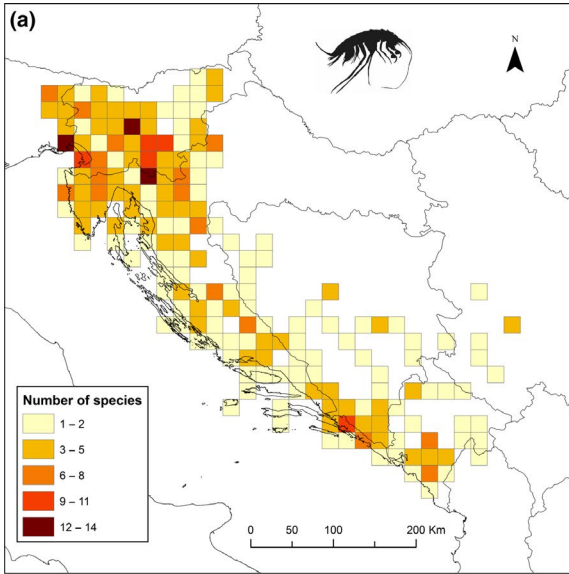 (a)
N
Number of species
1 – 2
3 – 5
6 – 8
9 – 11
12 – 14
0 50 100 200 Km